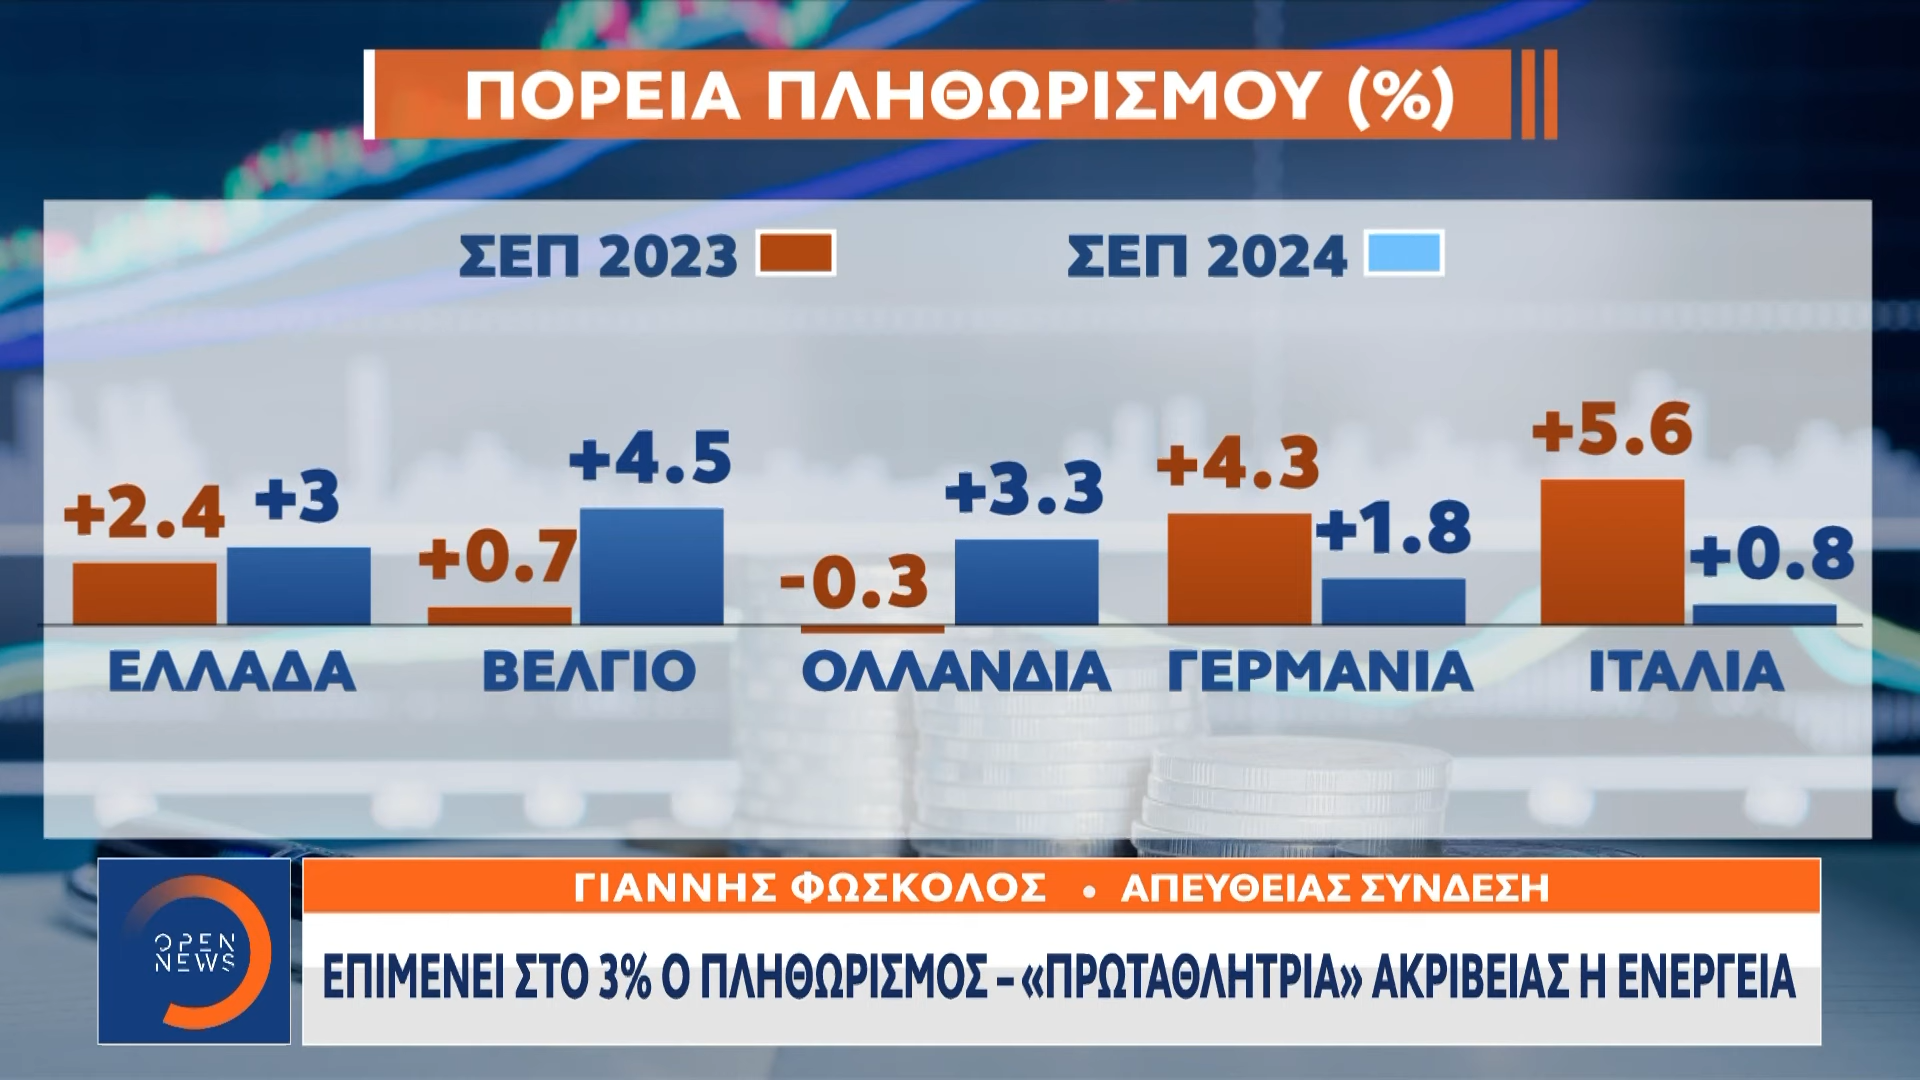 ΠΟΡΕΙΑ ΠΛΗΘΩΡΙΣΜΟΥ (%)
ΣΕΠ 2023 ΣΕΠ 2024
+2.4 +3 +0.7 +4.5 -0.3 +3.3 +4.3 +1.8 +5.6 +0.8
ΕΛΛΑΔΑ ΒΕΛΓΙΟ ΟΛΛΑΝΔΙΑ ΓΕΡΜΑΝΙΑ ΙΤΑΛΙΑ
ΓΙΑΝΝΗΣ ΦΩΣΚΟΛΟΣ • ΑΠΕΥΘΕΙΑΣ ΣΥΝΔΕΣΗ
OPEN
NEWS
ΕΠΙΜΕΝΕΙ ΣΤΟ 3% Ο ΠΛΗΘΩΡΙΣΜΟΣ – «ΠΡΩΤΑΘΛΗΤΡΙΑ» ΑΚΡΙΒΕΙΑΣ Η ΕΝΕΡΓΕΙΑ